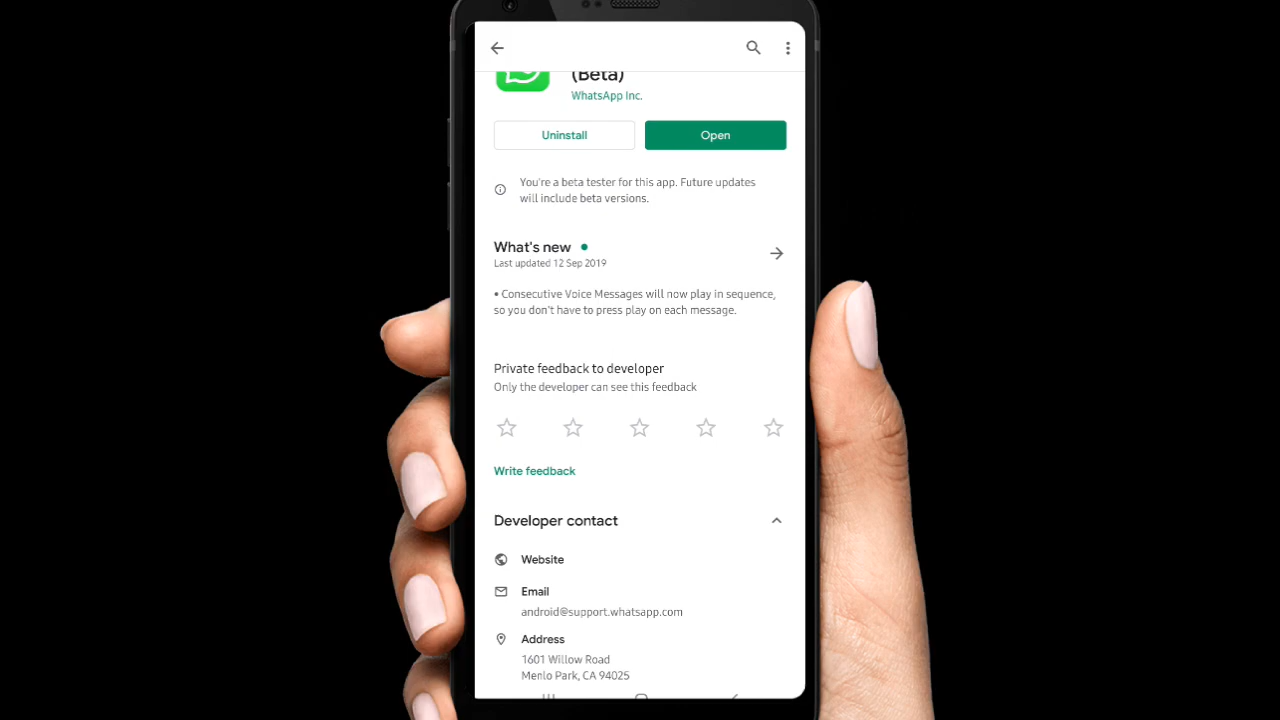 (Beta)
WhatsApp Inc.
Uninstall
Open
You're a beta tester for this app. Future updates
will include beta versions.
What's new
Last updated 12 Sep 2019
• Consecutive Voice Messages will now play in sequence,
so you don't have to press play on each message.
Private feedback to developer
Only the developer can see this feedback
Write feedback
Developer contact
Website
Email
android@support.whatsapp.com
Address
1601 Willow Road
Menlo Park, CA 94025